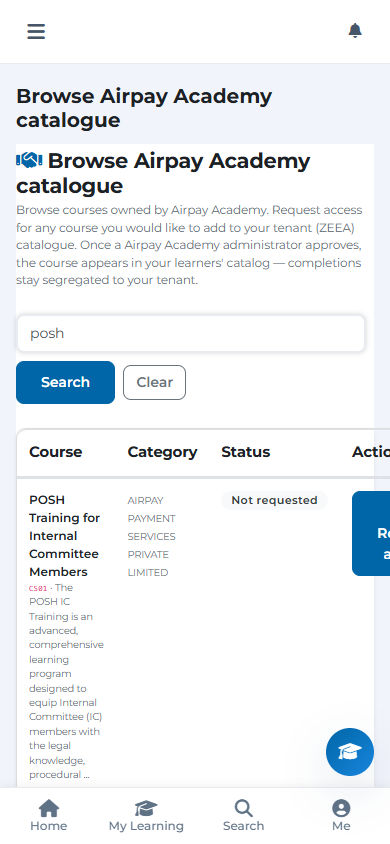 Browse Airpay Academy
catalogue
Browse Airpay Academy
catalogue
Browse courses owned by Airpay Academy. Request access
for any course you would like to add to your tenant (ZEEA)
catalogue. Once a Airpay Academy administrator approves,
the course appears in your learners' catalog — completions
stay segregated to your tenant.
posh
Search
Clear
Course
Category
Status
Actio
POSH
Training for
Internal
Committee
Members
cs01 · The
POSH IC
Training is an
advanced,
comprehensive
learning
program
designed to
equip Internal
Committee (IC)
members with
the legal
knowledge,
procedural ...
AIRPAY
PAYMENT
SERVICES
PRIVATE
LIMITED
Not requested
Re
a
Home
My Learning
Search
Me